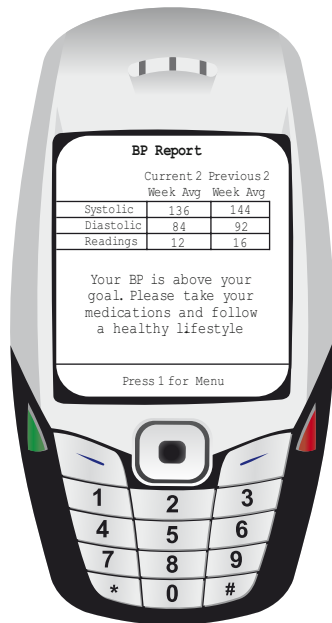 BP Report
Current 2 Previous 2
Week Avg Week Avg
Systolic 136 144
Diastolic 84 92
Readings 12 16
Your BP is above your
goal. Please take your
medications and follow
a healthy lifestyle
Press 1 for Menu
1 2 3
4 5 6
7 8 9
* 0 #